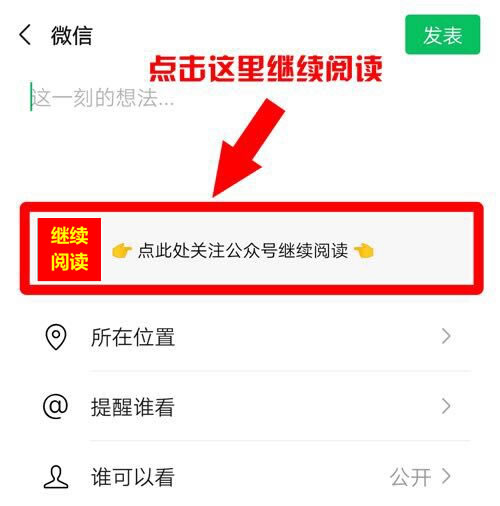 微信
发表
点击这里继续阅读
这一刻的想法...
继续
阅读
👉 点此处关注公众号继续阅读 👈
所在位置
@ 提醒谁看
谁可以看
公开